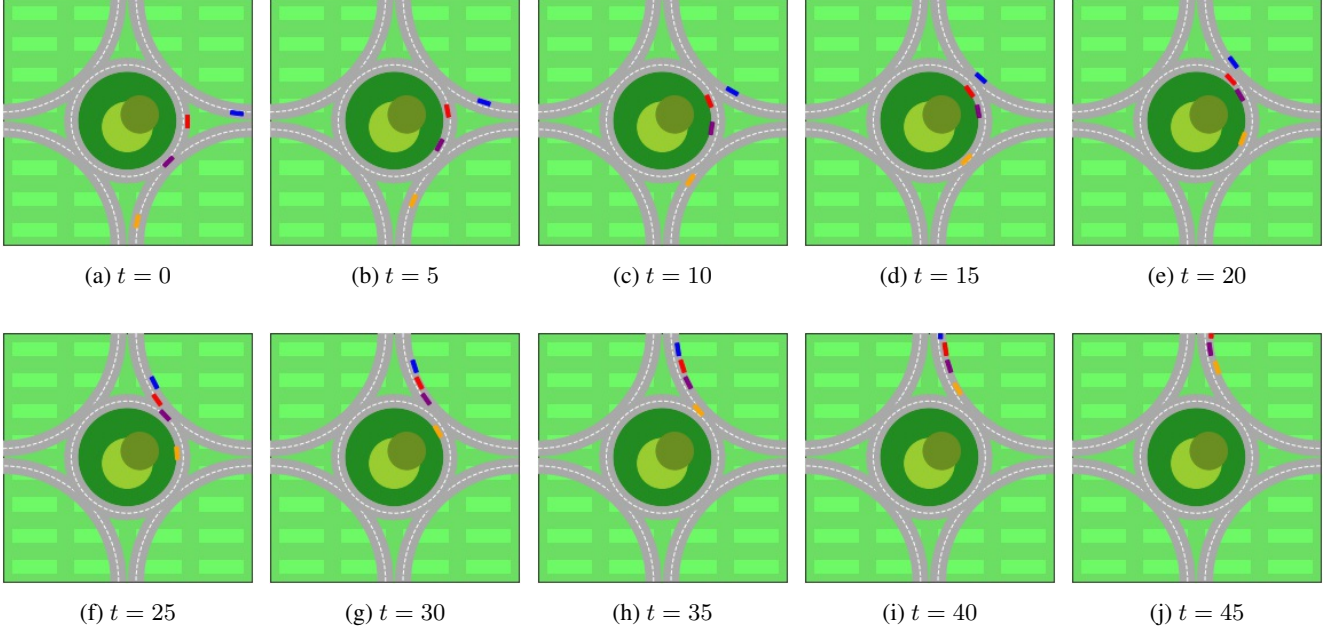 (a) t = 0
(b) t = 5
(c) t = 10
(d) t = 15
(e) t = 20
(f) t = 25
(g) t = 30
(h) t = 35
(i) t = 40
(j) t = 45